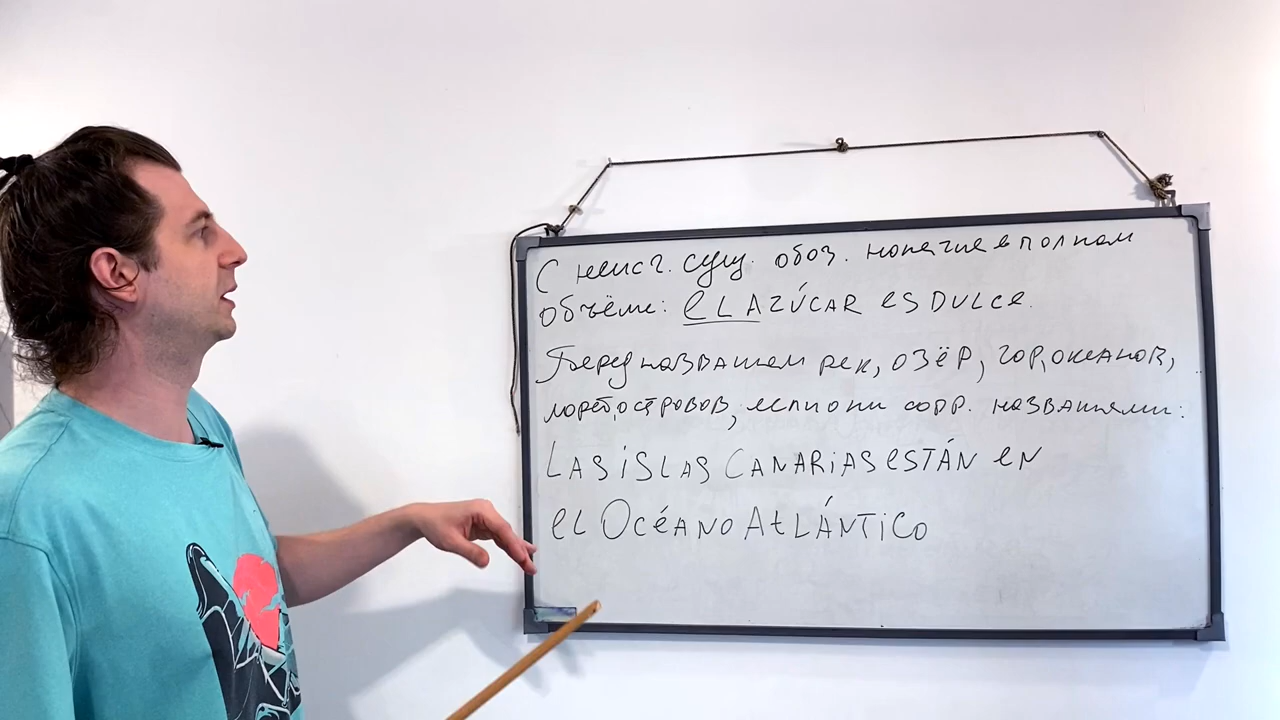 С неисч. сущ. обоз. понятие в полном
объёме: el azúcar es dulce.
Перед названием рек, озёр, гор, океанов,
морей, островов, если они сопр. названиями:
Las islas Canarias están en
el Océano Atlántico